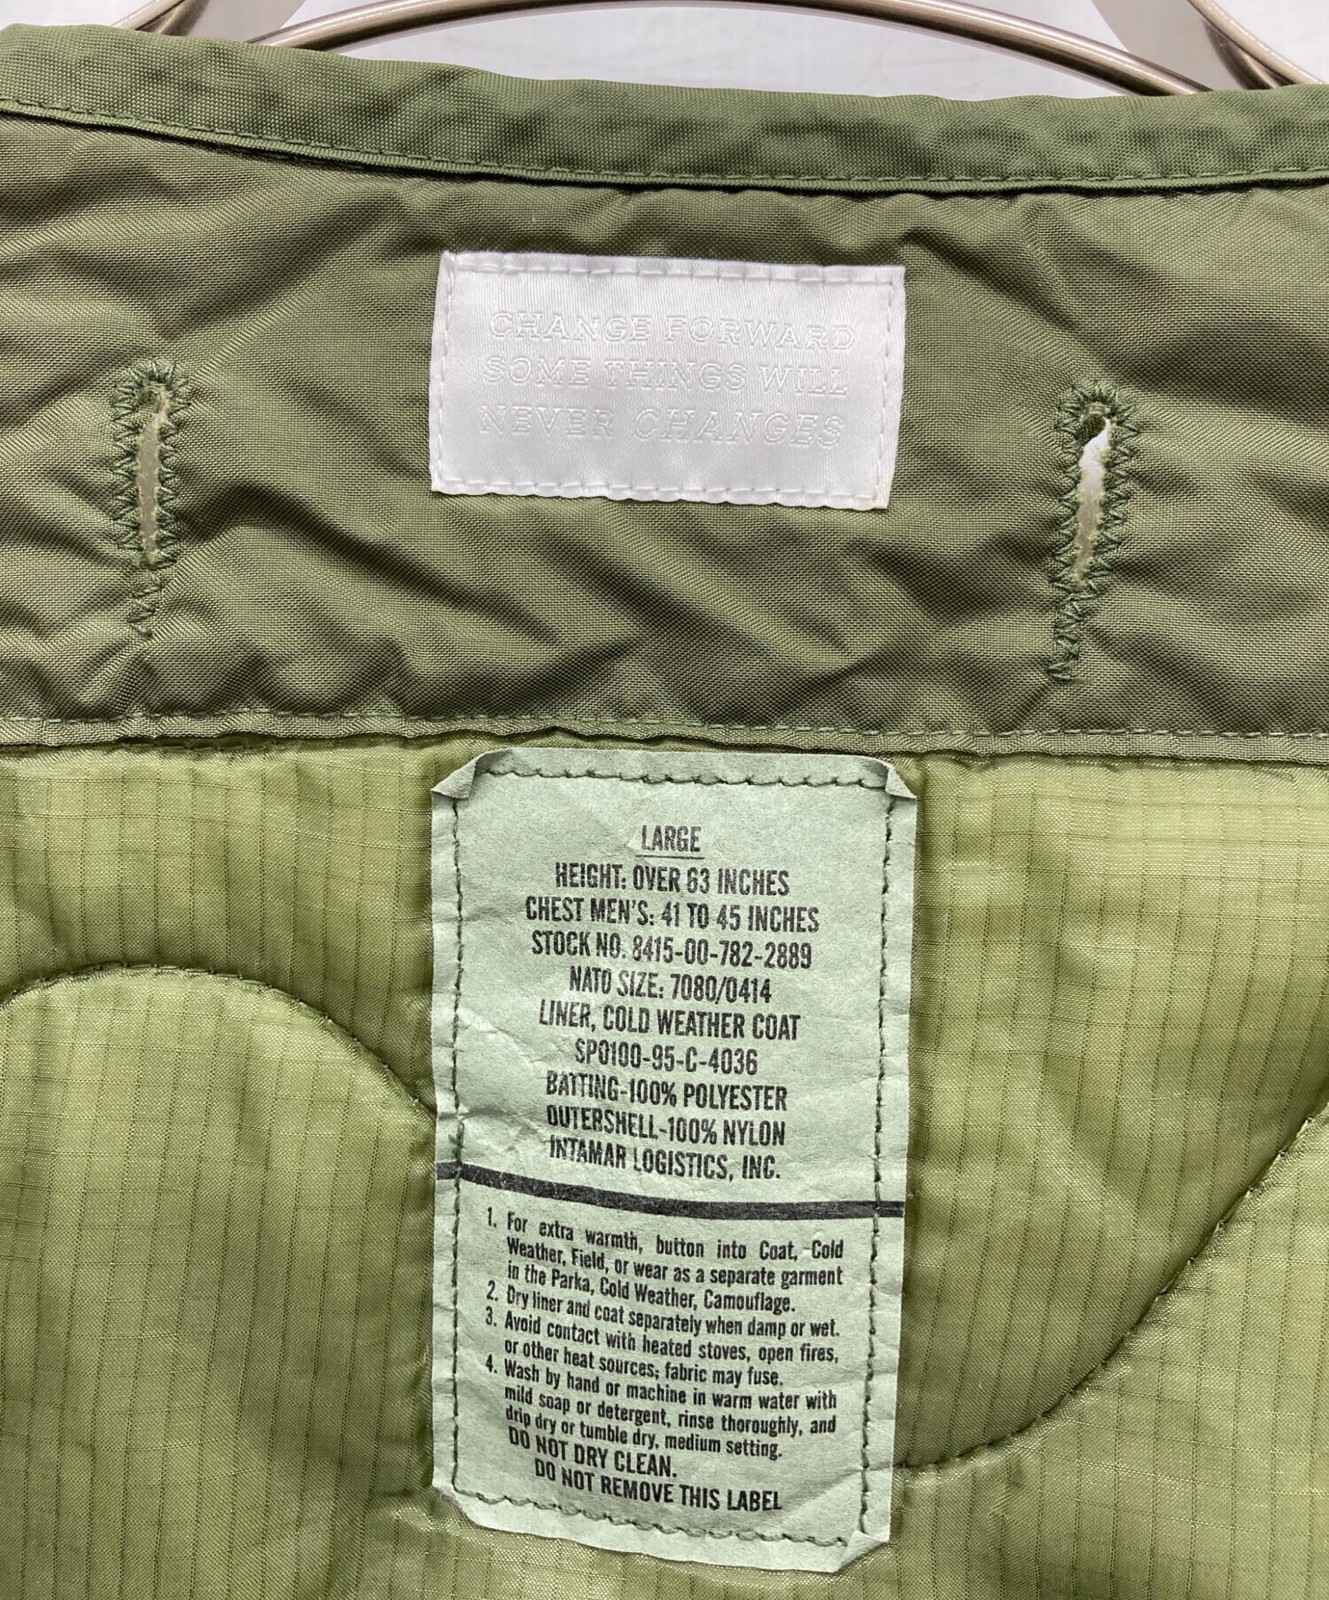 CHANGE FORWARD
SOME THINGS WILL
NEVER CHANGES
LARGE
HEIGHT: OVER 63 INCHES
CHEST MEN'S: 41 TO 45 INCHES
STOCK NO. 8415-00-782-2889
NATO SIZE: 7080/0414
LINER, COLD WEATHER COAT
SPO100-95-C-4036
BATTING-100% POLYESTER
OUTERSHELL-100% NYLON
INTAMAR LOGISTICS, INC.
1. For extra warmth, button into Coat, Cold
Weather, Field, or wear as a separate garment
in the Parka, Cold Weather, Camouflage.
2. Dry liner and coat separately when damp or wet.
3. Avoid contact with heated stoves, open fires,
or other heat sources; fabric may fuse.
4. Wash by hand or machine in warm water with
mild soap or detergent, rinse thoroughly, and
drip dry or tumble dry, medium setting.
DO NOT DRY CLEAN.
DO NOT REMOVE THIS LABEL